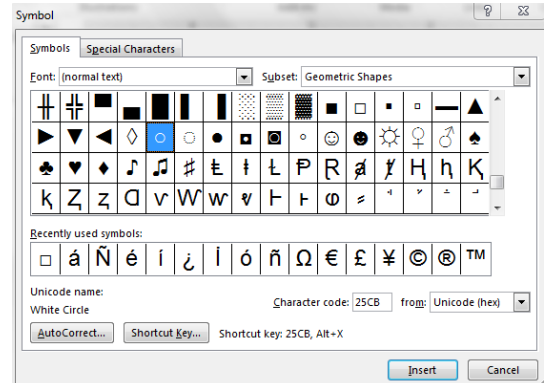 Symbol
Symbols Special Characters
Font: (normal text) Subset: Geometric Shapes
╫ ╬ ▀ ▄ █ ▌ ▐ ░ ▒ ▓ ■ □ ▪ ▫ ▬ ▲
► ▼ ◄ ◊ ○ ◌ ● ◘ ◙ ◦ ☺ ☻ ☼ ♀ ♂ ♠
♣ ♥ ♦ ♪ ♫ ♯ Ᵽ Ɽ Ⱨ ⱨ Ⱪ
ⱪ Ⱬ ⱬ ⱱ Ⱳ ⱳ ⱴ Ⱶ ⱶ ⱷ
Recently used symbols:
□ á Ñ é í ¿ İ ó ñ Ω € £ ¥ © ® ™
Unicode name:
White Circle
Character code: 25CB from: Unicode (hex)
AutoCorrect... Shortcut Key... Shortcut key: 25CB, Alt+X
Insert Cancel